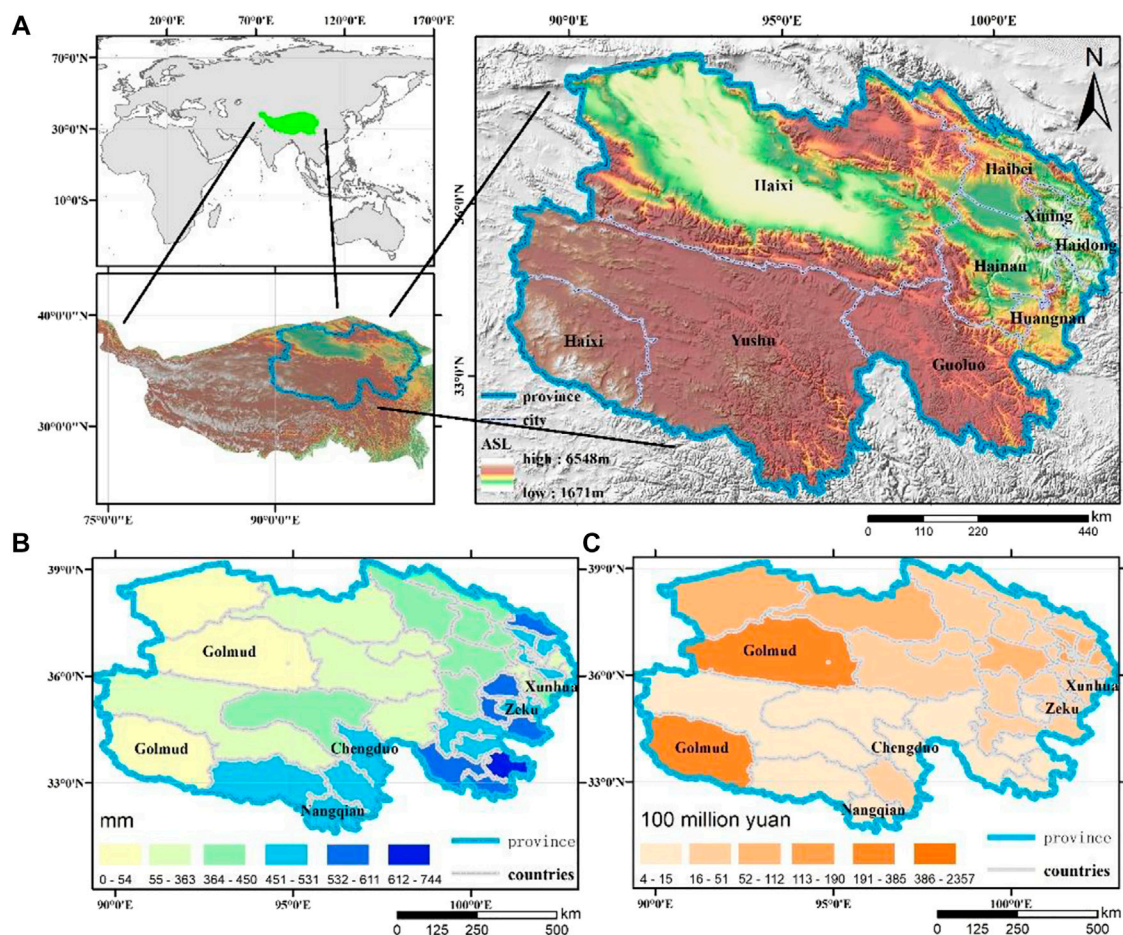 A
20°0'E 70°0'E 120°0'E 170°0'E
70°0'N
30°0'N
10°0'S
40°0'0"N
30°0'0"N
75°0'0"E 90°0'0"E
90°0'E 95°0'E 100°0'E
36°0'N
33°0'N
N
Haixi
Haibei
Xining
Haidong
Hainan
Huangnan
Haixi
Yushu
Guoluo
province
city
ASL
high : 6548m
low : 1671m
90°0'E 95°0'E 100°0'E
km
0 110 220 440
B
39°0'N
36°0'N
33°0'N
Golmud
Xunhua
Zeku
Golmud
Chengduo
Nangqian
mm
province
countries
0 - 54 55 - 363 364 - 450 451 - 531 532 - 611 612 - 744
90°0'E 95°0'E 100°0'E
km
0 125 250 500
C
39°0'N
36°0'N
33°0'N
Golmud
Xunhua
Zeku
Golmud
Chengduo
Nangqian
100 million yuan
province
countries
4 - 15 16 - 51 52 - 112 113 - 190 191 - 385 386 - 2357
90°0'E 95°0'E 100°0'E
km
0 125 250 500